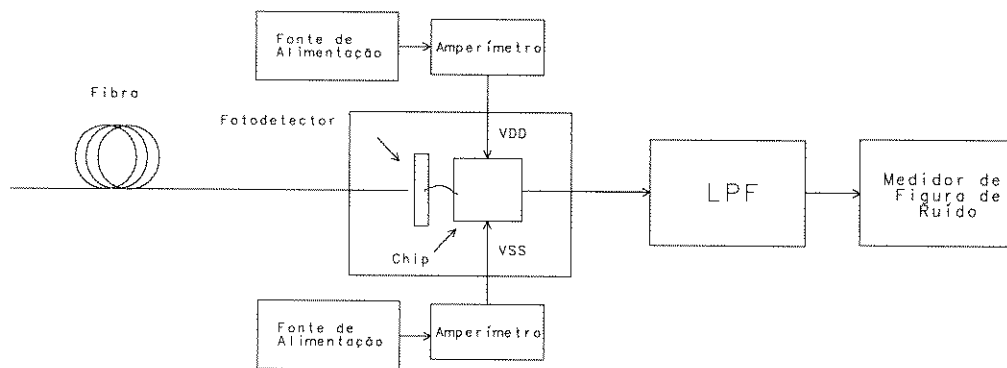 Fonte de
Alimentação
Amperímetro
Fibra
Fotodetector
VDD
LPF
Medidor de
Figura de
Ruído
Chip
VSS
Fonte de
Alimentação
Amperímetro